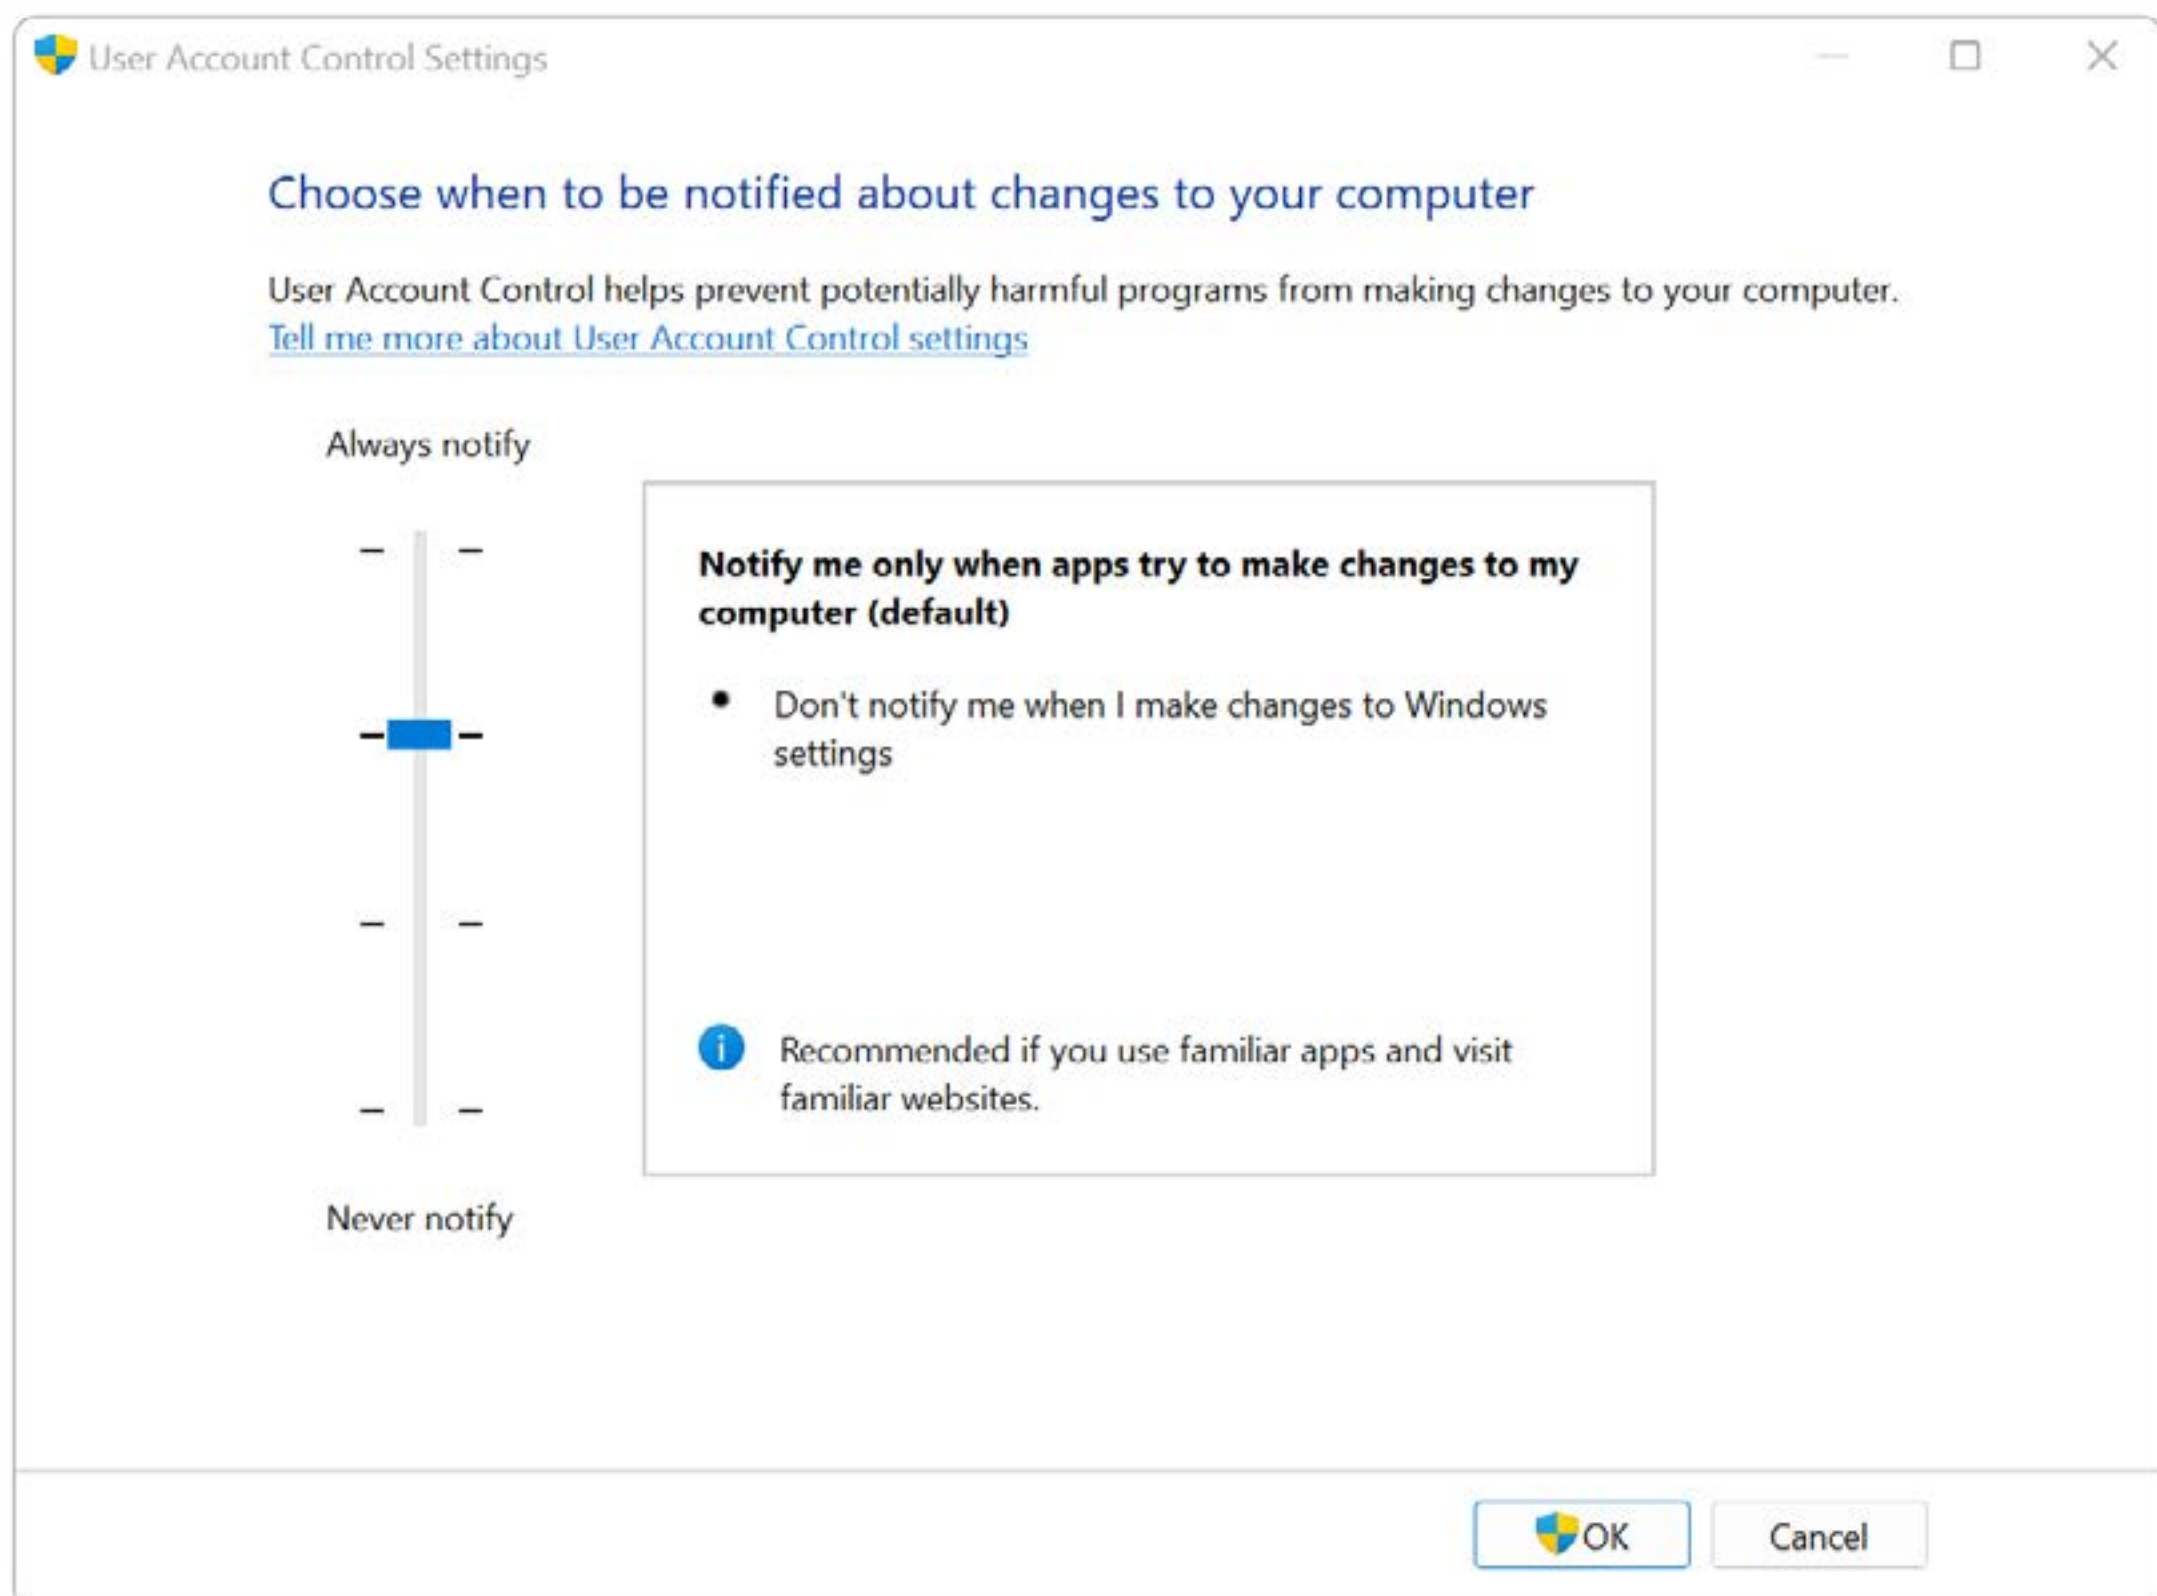 User Account Control Settings
Choose when to be notified about changes to your computer
User Account Control helps prevent potentially harmful programs from making changes to your computer.
Tell me more about User Account Control settings
Always notify
Notify me only when apps try to make changes to my
computer (default)
• Don't notify me when I make changes to Windows
settings
Recommended if you use familiar apps and visit
familiar websites.
Never notify
OK
Cancel